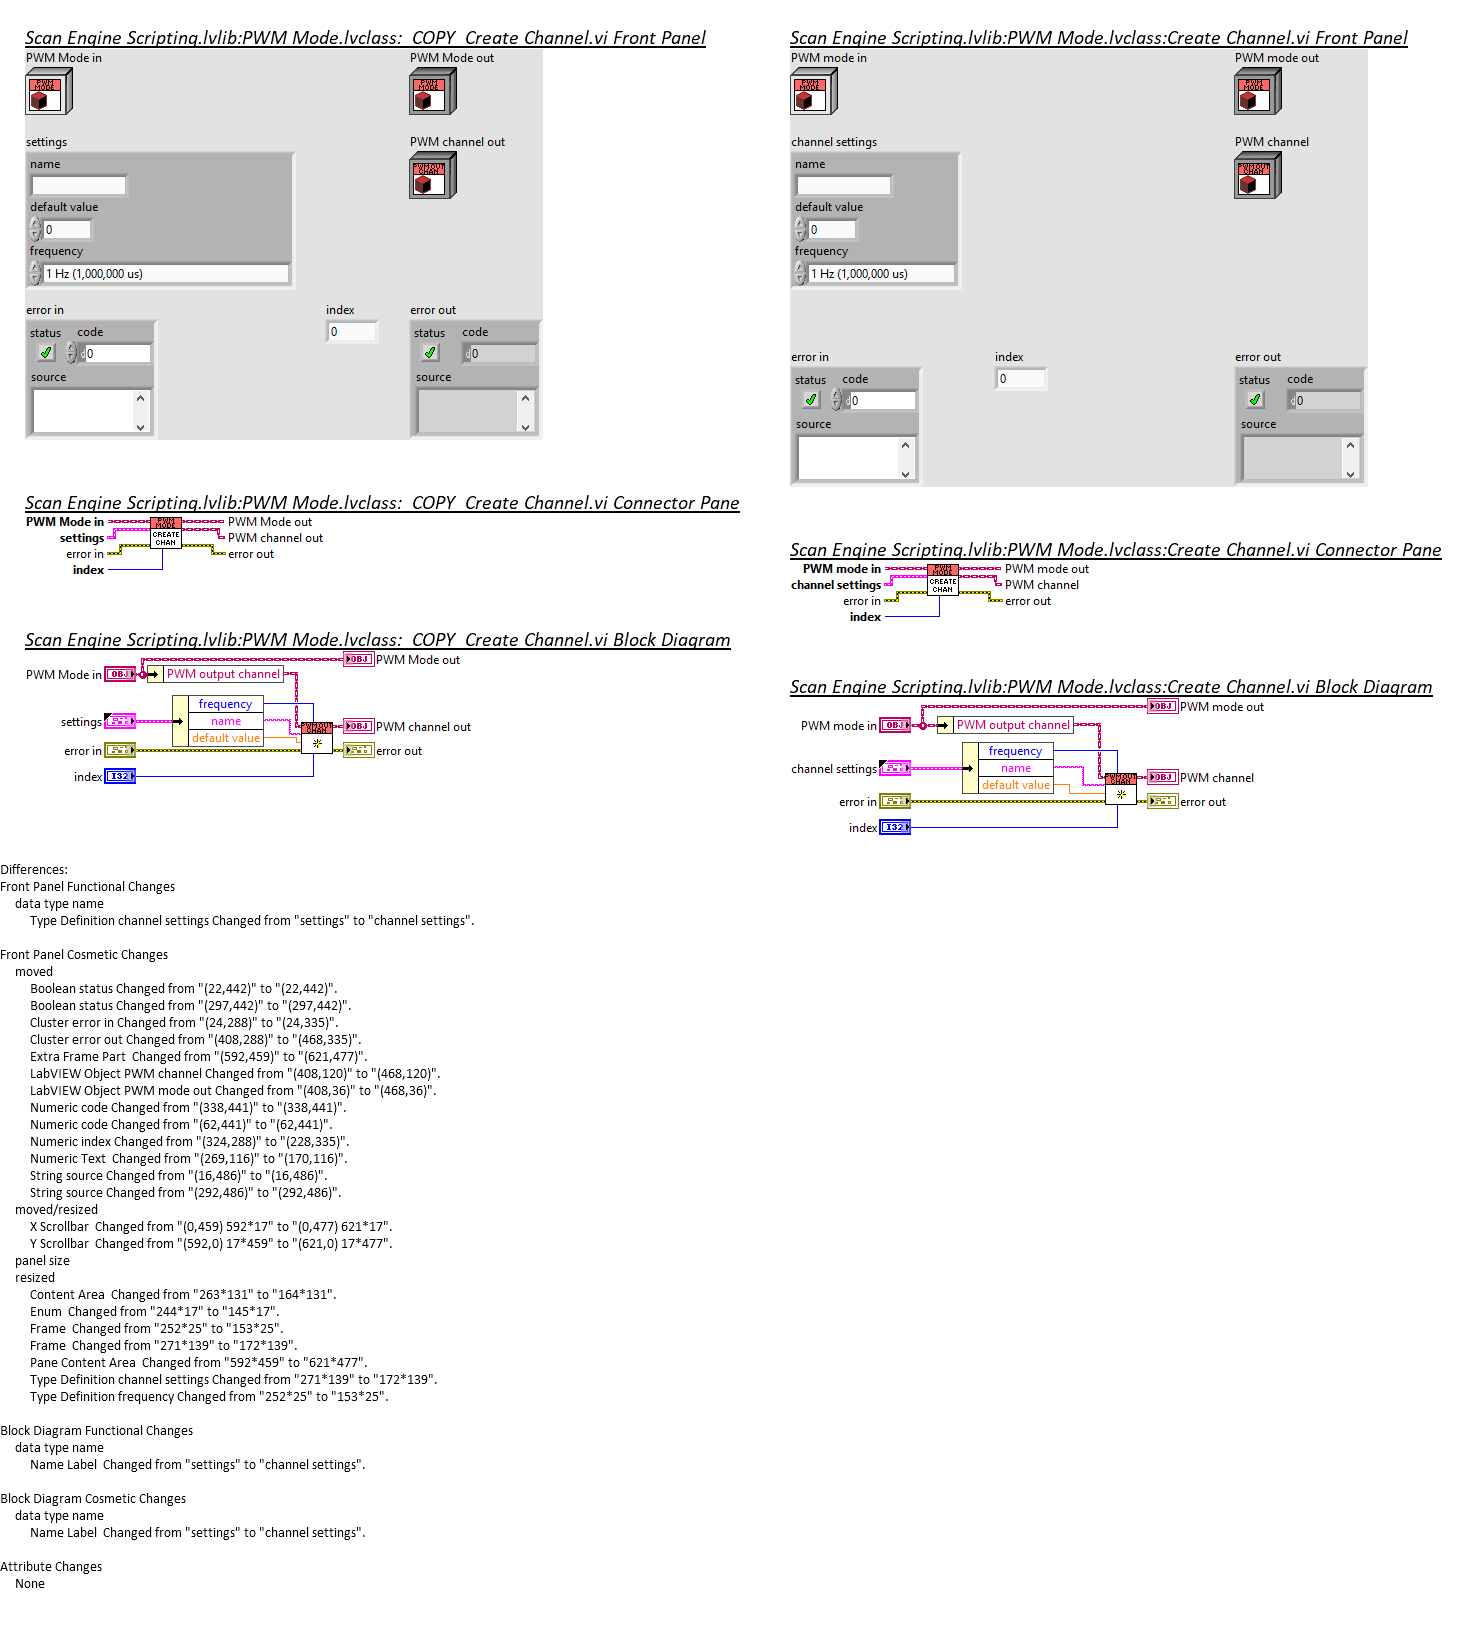 Scan Engine Scripting.lvlib:PWM Mode.lvclass:_COPY_Create Channel.vi Front Panel
PWM Mode in
PWM Mode out
PWM MODE
PWM MODE
settings
PWM channel out
name
PWM OUT CHAN
default value
0
frequency
1 Hz (1,000,000 us)
error in
index
error out
status
code
0
status
code
0
d0
d0
source
source
Scan Engine Scripting.lvlib:PWM Mode.lvclass:_COPY_Create Channel.vi Connector Pane
PWM Mode in
PWM MODE
PWM Mode out
settings
CREATE CHAN
PWM channel out
error in
error out
index
Scan Engine Scripting.lvlib:PWM Mode.lvclass:_COPY_Create Channel.vi Block Diagram
OBJ
PWM Mode out
PWM Mode in
OBJ
PWM output channel
frequency
settings
name
PWM OUT CHAN
OBJ
PWM channel out
default value
error in
error out
index
I32
Scan Engine Scripting.lvlib:PWM Mode.lvclass:Create Channel.vi Front Panel
PWM mode in
PWM mode out
PWM MODE
PWM MODE
channel settings
PWM channel
name
PWM OUT CHAN
default value
0
frequency
1 Hz (1,000,000 us)
error in
index
error out
status
code
0
status
code
d0
d0
source
source
Scan Engine Scripting.lvlib:PWM Mode.lvclass:Create Channel.vi Connector Pane
PWM mode in
PWM MODE
PWM mode out
channel settings
CREATE CHAN
PWM channel
error in
error out
index
Scan Engine Scripting.lvlib:PWM Mode.lvclass:Create Channel.vi Block Diagram
OBJ
PWM mode out
PWM mode in
OBJ
PWM output channel
frequency
channel settings
name
PWM OUT CHAN
OBJ
PWM channel
default value
error in
error out
index
I32
Differences:
Front Panel Functional Changes
data type name
Type Definition channel settings Changed from "settings" to "channel settings".
Front Panel Cosmetic Changes
moved
Boolean status Changed from "(22,442)" to "(22,442)".
Boolean status Changed from "(297,442)" to "(297,442)".
Cluster error in Changed from "(24,288)" to "(24,335)".
Cluster error out Changed from "(408,288)" to "(468,335)".
Extra Frame Part  Changed from "(592,459)" to "(621,477)".
LabVIEW Object PWM channel Changed from "(408,120)" to "(468,120)".
LabVIEW Object PWM mode out Changed from "(408,36)" to "(468,36)".
Numeric code Changed from "(338,441)" to "(338,441)".
Numeric code Changed from "(62,441)" to "(62,441)".
Numeric index Changed from "(324,288)" to "(228,335)".
Numeric Text  Changed from "(269,116)" to "(170,116)".
String source Changed from "(16,486)" to "(16,486)".
String source Changed from "(292,486)" to "(292,486)".
moved/resized
X Scrollbar  Changed from "(0,459) 592*17" to "(0,477) 621*17".
Y Scrollbar  Changed from "(592,0) 17*459" to "(621,0) 17*477".
panel size
resized
Content Area  Changed from "263*131" to "164*131".
Enum  Changed from "244*17" to "145*17".
Frame  Changed from "252*25" to "153*25".
Frame  Changed from "271*139" to "172*139".
Pane Content Area  Changed from "592*459" to "621*477".
Type Definition channel settings Changed from "271*139" to "172*139".
Type Definition frequency Changed from "252*25" to "153*25".
Block Diagram Functional Changes
data type name
Name Label  Changed from "settings" to "channel settings".
Block Diagram Cosmetic Changes
data type name
Name Label  Changed from "settings" to "channel settings".
Attribute Changes
None